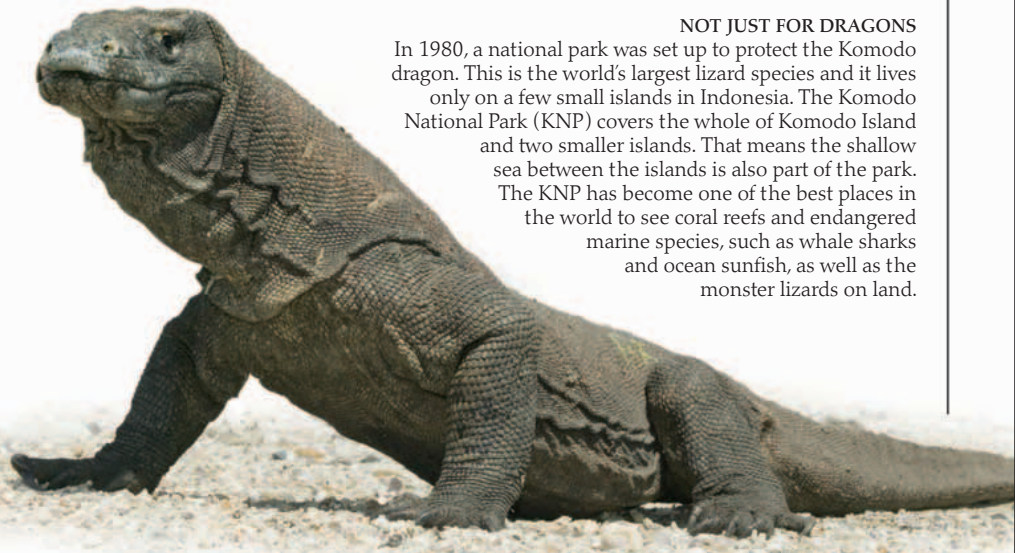 NOT JUST FOR DRAGONS
In 1980, a national park was set up to protect the Komodo
dragon. This is the world’s largest lizard species and it lives
only on a few small islands in Indonesia. The Komodo
National Park (KNP) covers the whole of Komodo Island
and two smaller islands. That means the shallow
sea between the islands is also part of the park.
The KNP has become one of the best places in
the world to see coral reefs and endangered
marine species, such as whale sharks
and ocean sunfish, as well as the
monster lizards on land.